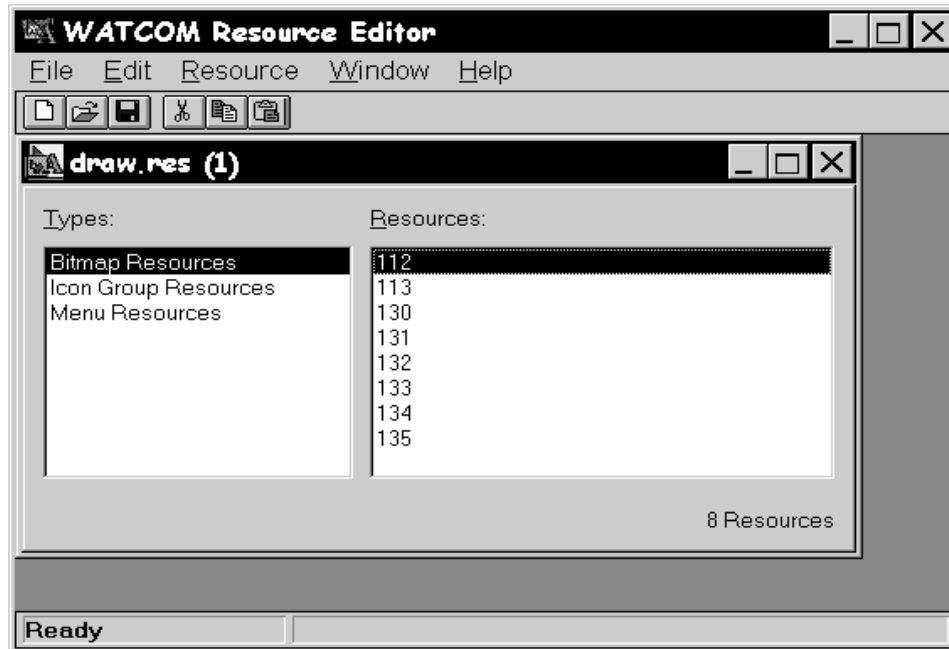 WATCOM Resource Editor
File Edit Resource Window Help
draw.res (1)
Types: Resources:
Bitmap Resources 112
Icon Group Resources 113
Menu Resources 130
131
132
133
134
135
8 Resources
Ready